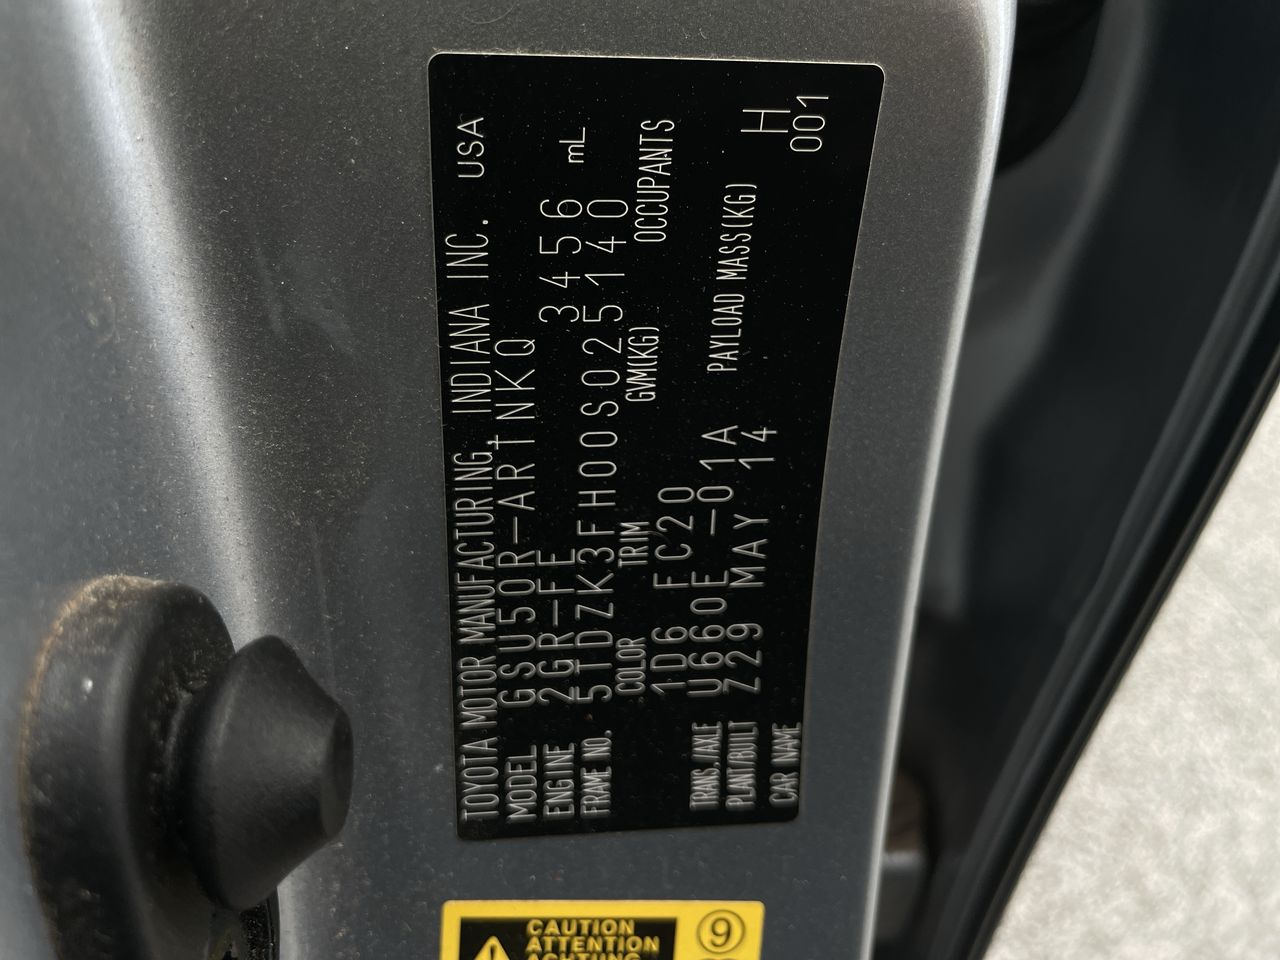 TOYOTA MOTOR MANUFACTURING, INDIANA INC. USA
MODEL GSU50R-ARTNKQ
ENGINE 2GR-FE 3456 mL
FRAME NO. 5TDZK3FH00S025140
COLOR TRIM GVM(KG) OCCUPANTS
1D6 FC20
TRANS./AXLE U660E -01A PAYLOAD MASS(KG)
PLANT/BUILT Z29 MAY 14 H
CAR NAME 001
CAUTION
ATTENTION
ACHTUNG
9